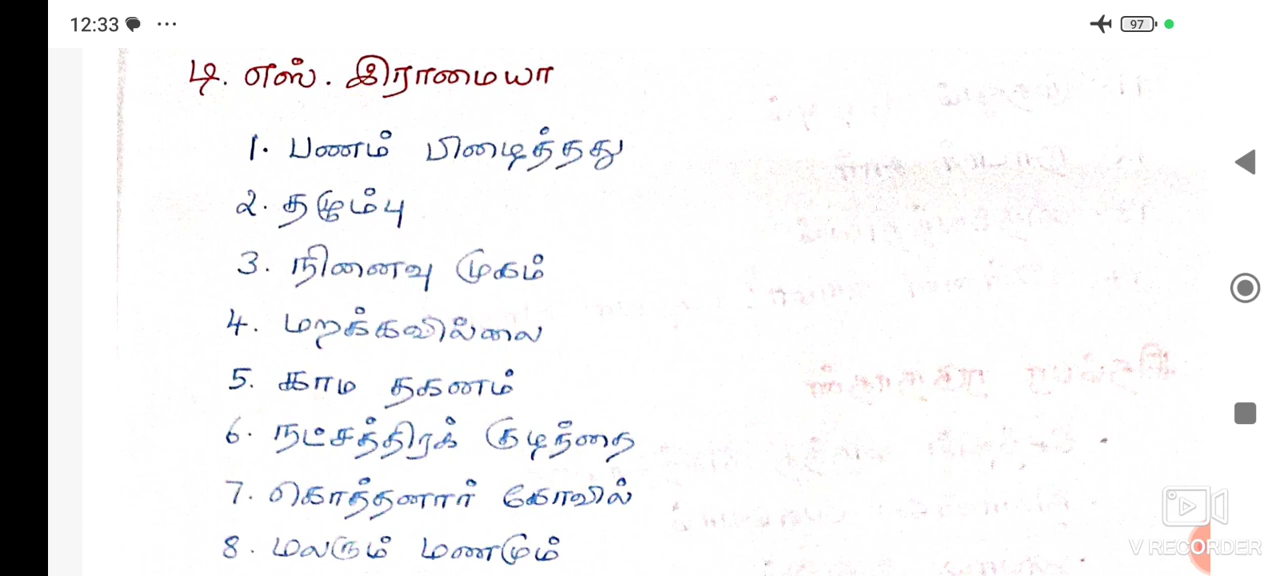 12:33
97
டி. எஸ். இராமையா
1. பணம் பிழைத்தது
2. தழும்பு
3. நினைவு முகம்
4. மறக்கவில்லை
5. காம தகனம்
6. நட்சத்திரக் குழந்தை
7. கொத்தனார் கோவில்
8. மலரும் மணமும்
V RECORDER